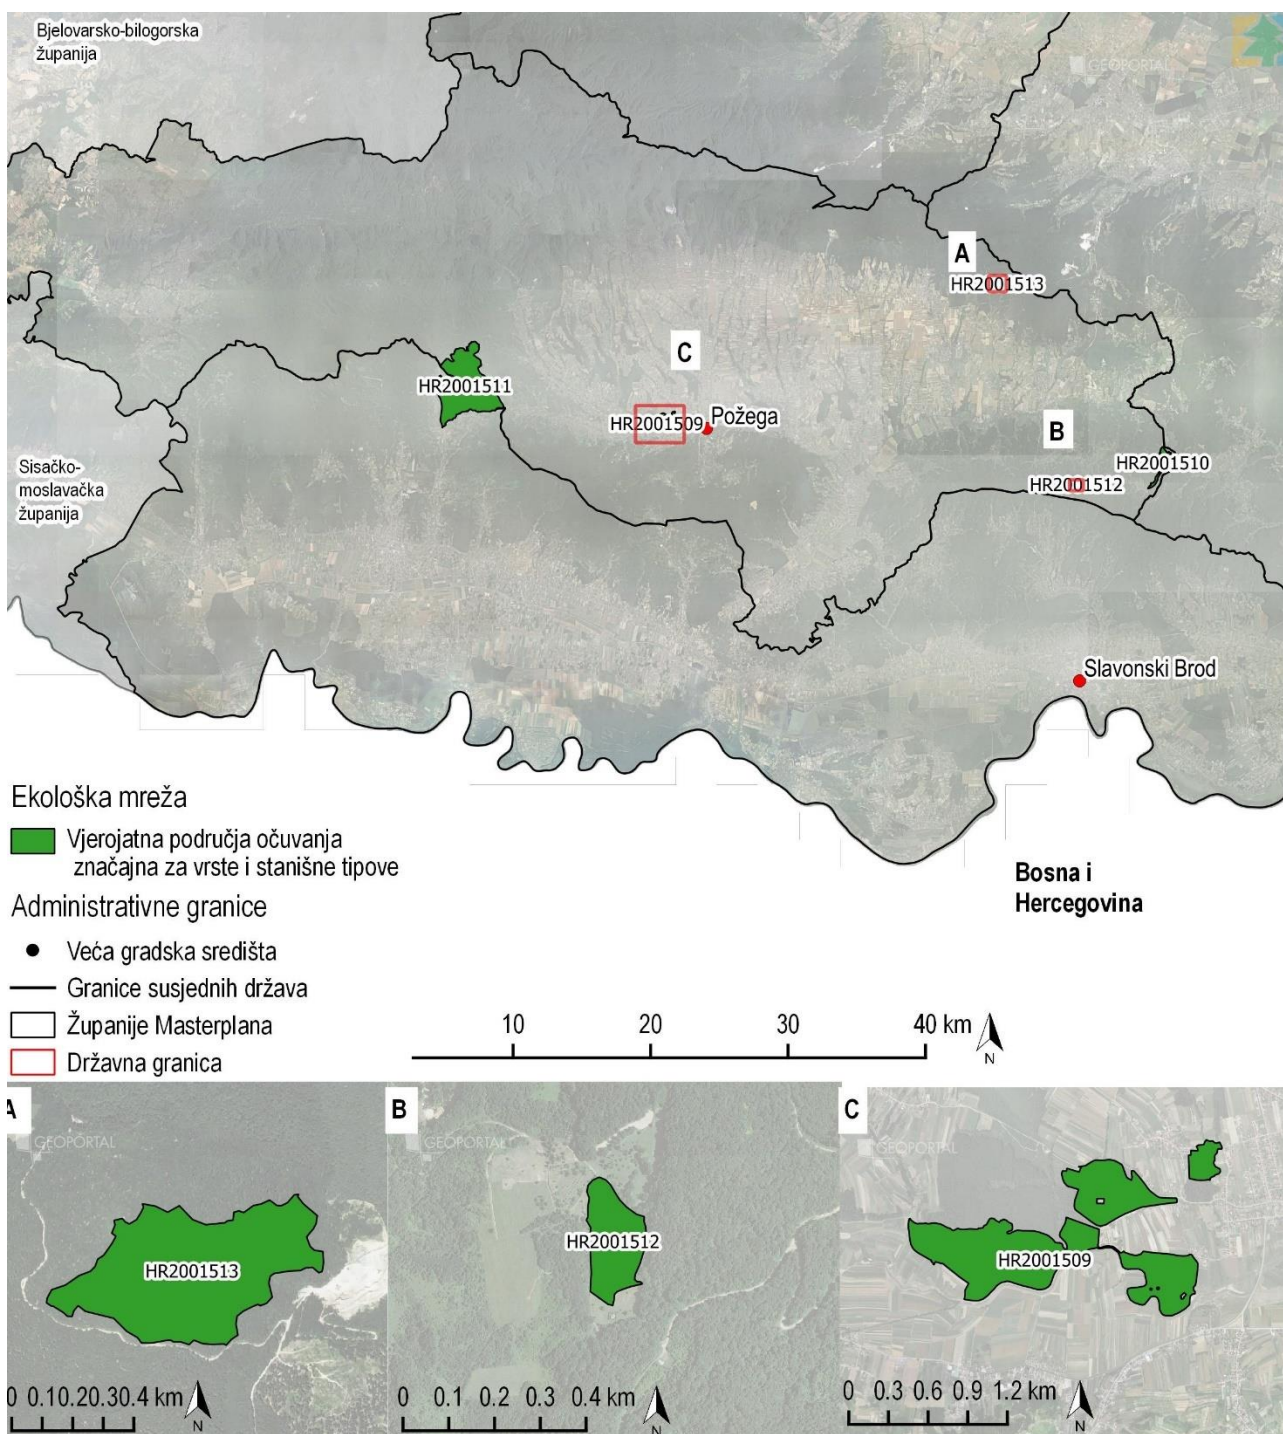 Bjelovarsko-bilogorska
županija
GEOPORTAL
A
HR2001513
C
HR2001511
HR2001509
Požega
B
HR2001510
HR2001512
Sisačko-
moslavačka
županija
Slavonski Brod
Ekološka mreža
Vjerojatna područja očuvanja
značajna za vrste i stanišne tipove
Bosna i
Hercegovina
Administrativne granice
Veća gradska središta
Granice susjednih država
Županije Masterplana
Državna granica
10 20 30 40 km
N
A
GEOPORTAL
HR2001513
0 0.10.20.30.4 km
N
B
GEOPORTAL
HR2001512
0 0.1 0.2 0.4 km
N
C
GEOPORTAL
HR2001509
0 0.3 0.6 0.9 1.2 km
N